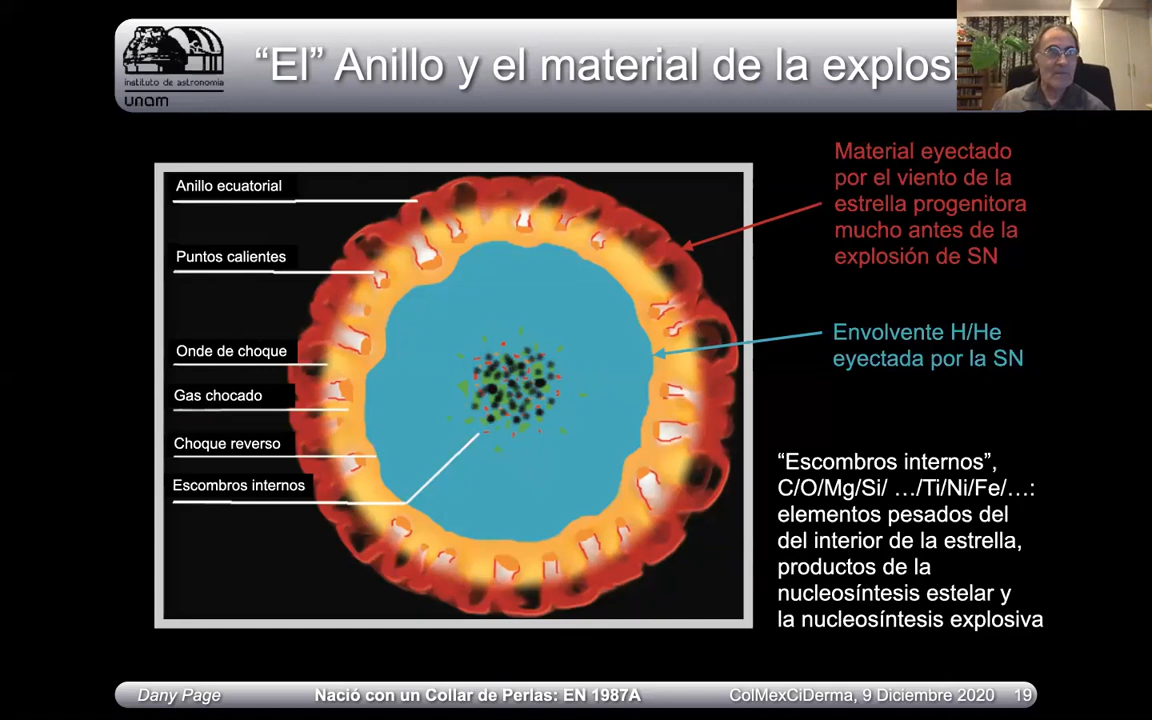 instituto de astronomía
unam
“El” Anillo y el material de la explosi
Anillo ecuatorial
Puntos calientes
Onde de choque
Gas chocado
Choque reverso
Escombros internos
Material eyectado
por el viento de la
estrella progenitora
mucho antes de la
explosión de SN
Envolvente H/He
eyectada por la SN
“Escombros internos”,
C/O/Mg/Si/ …/Ti/Ni/Fe/…:
elementos pesados del
del interior de la estrella,
productos de la
nucleosíntesis estelar y
la nucleosíntesis explosiva
Dany Page
Nació con un Collar de Perlas: EN 1987A
ColMexCiDerma, 9 Diciembre 2020
19